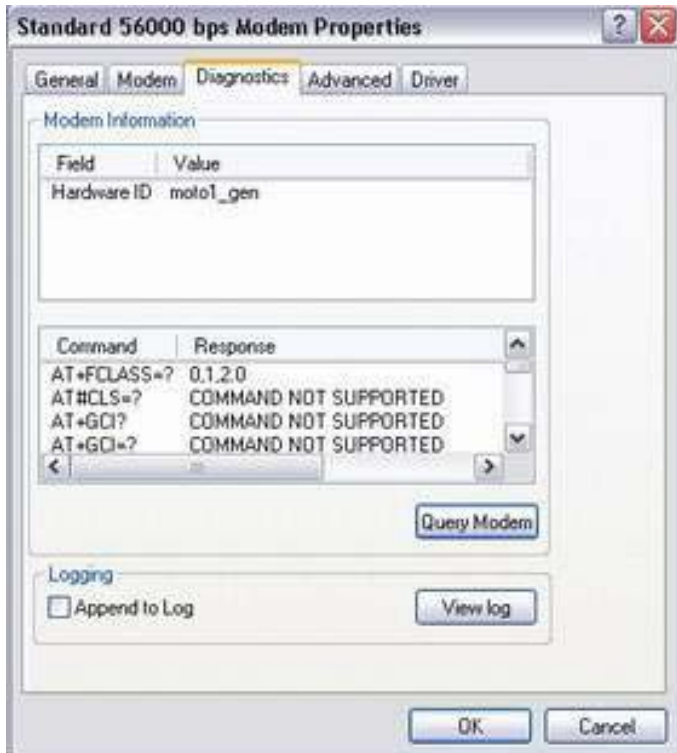 Standard 56000 bps Modem Properties
General Modem Diagnostics Advanced Driver
Modem Information
Field Value
Hardware ID moto1_gen
Command Response
AT+FCLASS=? 0,1,2.0
AT#CLS=? COMMAND NOT SUPPORTED
AT+GCI? COMMAND NOT SUPPORTED
AT+GCI=? COMMAND NOT SUPPORTED
Query Modem
Logging
Append to Log View log
OK Cancel